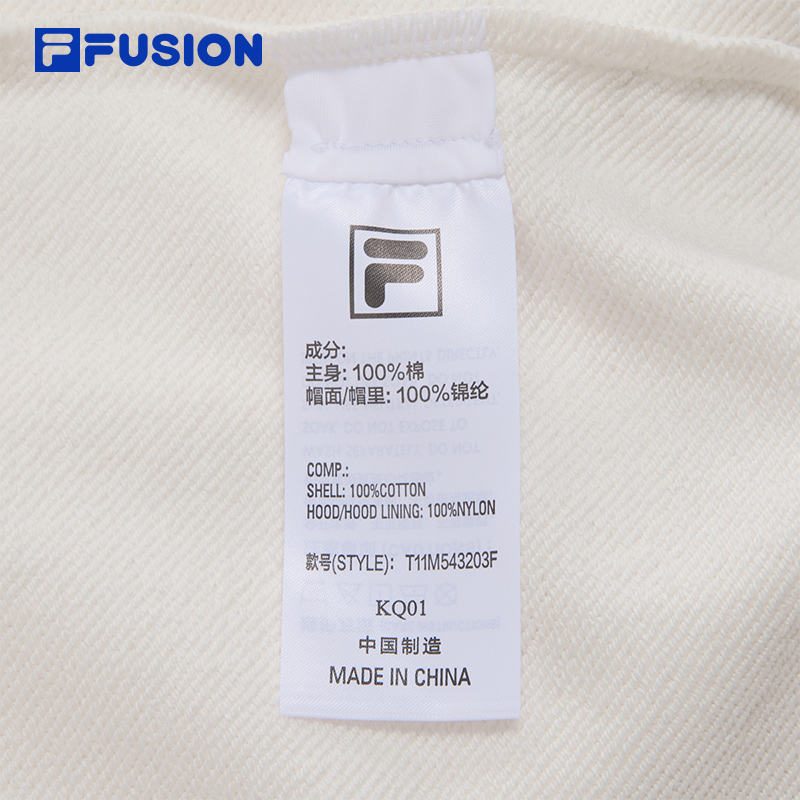 FUSION
成分:
主身: 100%棉
帽面/帽里: 100%锦纶
COMP.:
SHELL: 100%COTTON
HOOD/HOOD LINING: 100%NYLON
款号(STYLE): T11M543203F
KQ01
中国制造
MADE IN CHINA